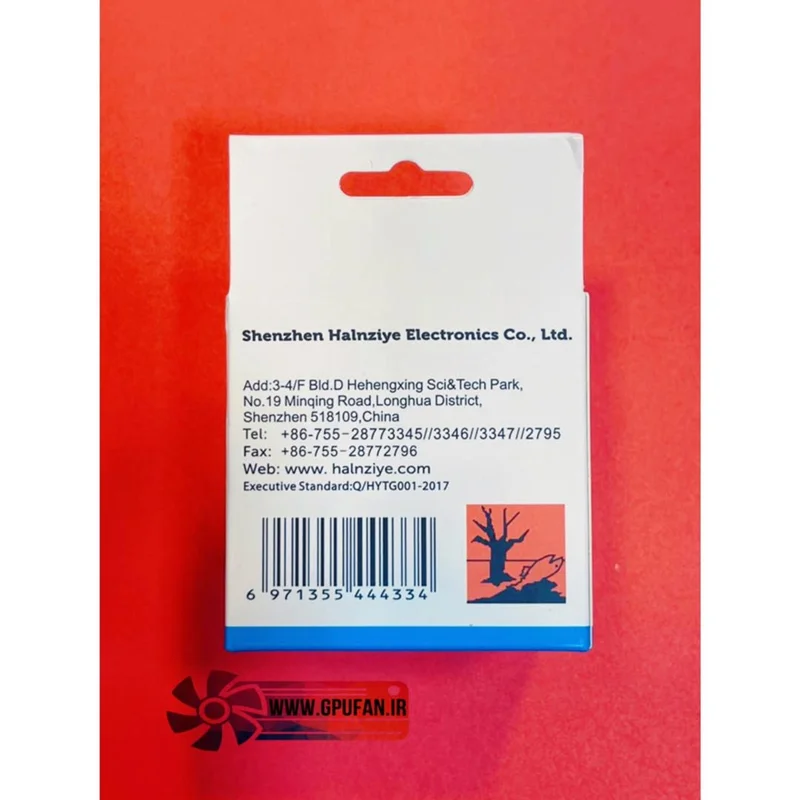 Shenzhen Halnziye Electronics Co., Ltd.
Add:3-4/F Bld.D Hehengxing Sci&Tech Park,
No.19 Minqing Road,Longhua District,
Shenzhen 518109,China
Tel: +86-755-28773345//3346//3347//2795
Fax: +86-755-28772796
Web: www. halnziye.com
Executive Standard:Q/HYTG001-2017
6 971355 444334
WWW.GPUFAN.IR